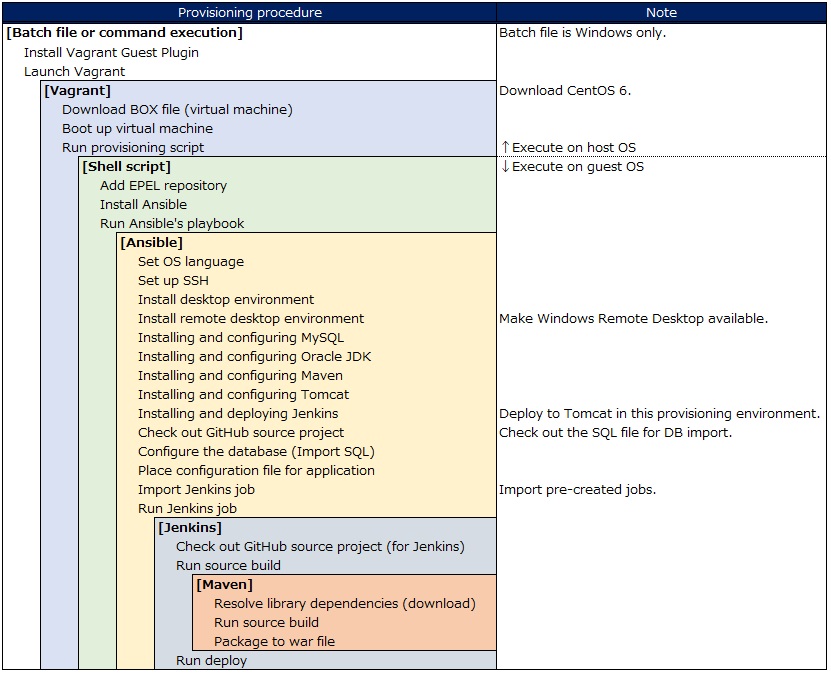 Provisioning procedure Note
[Batch file or command execution] Batch file is Windows only.
Install Vagrant Guest Plugin
Launch Vagrant
[Vagrant] Download CentOS 6.
Download BOX file (virtual machine)
Boot up virtual machine
Run provisioning script ↑Execute on host OS
[Shell script] ↓Execute on guest OS
Add EPEL repository
Install Ansible
Run Ansible's playbook
[Ansible]
Set OS language
Set up SSH
Install desktop environment
Install remote desktop environment Make Windows Remote Desktop available.
Installing and configuring MySQL
Installing and configuring Oracle JDK
Installing and configuring Maven
Installing and configuring Tomcat
Installing and deploying Jenkins Deploy to Tomcat in this provisioning environment.
Check out GitHub source project Check out the SQL file for DB import.
Configure the database (Import SQL)
Place configuration file for application
Import Jenkins job Import pre-created jobs.
Run Jenkins job
[Jenkins]
Check out GitHub source project (for Jenkins)
Run source build
[Maven]
Resolve library dependencies (download)
Run source build
Package to war file
Run deploy